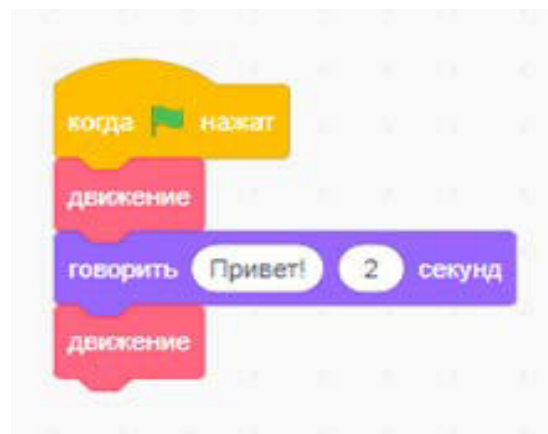 когда нажат
движение
говорить Привет! 2 секунд
движение